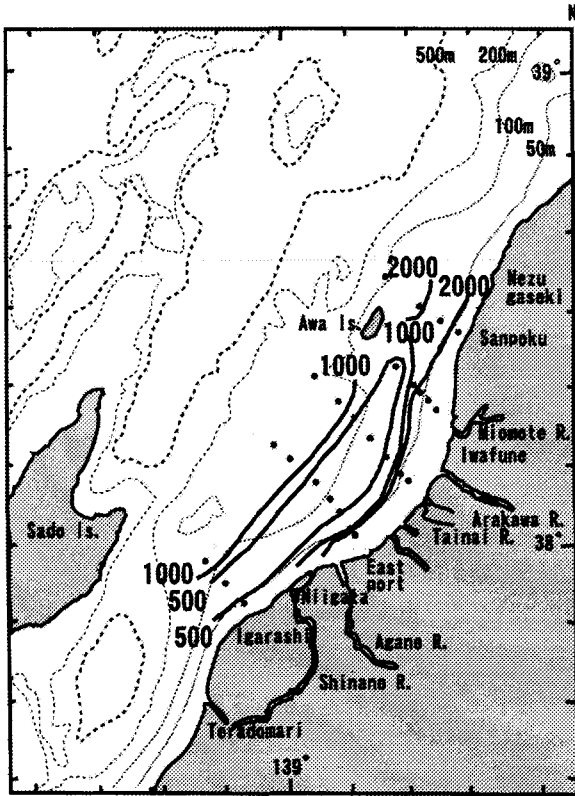 N
500m 200m
39°
100m
50m
2000
2000
Nezu
gaseki
Awa Is.
1000
Sanpoku
1000
Miomote R.
Iwafune
Arakawa R.
Sado Is.
Tainai R.
38°
1000
East
port
500
Niigata
500
Igarashi
Agano R.
Shinano R.
Teradomari
139°